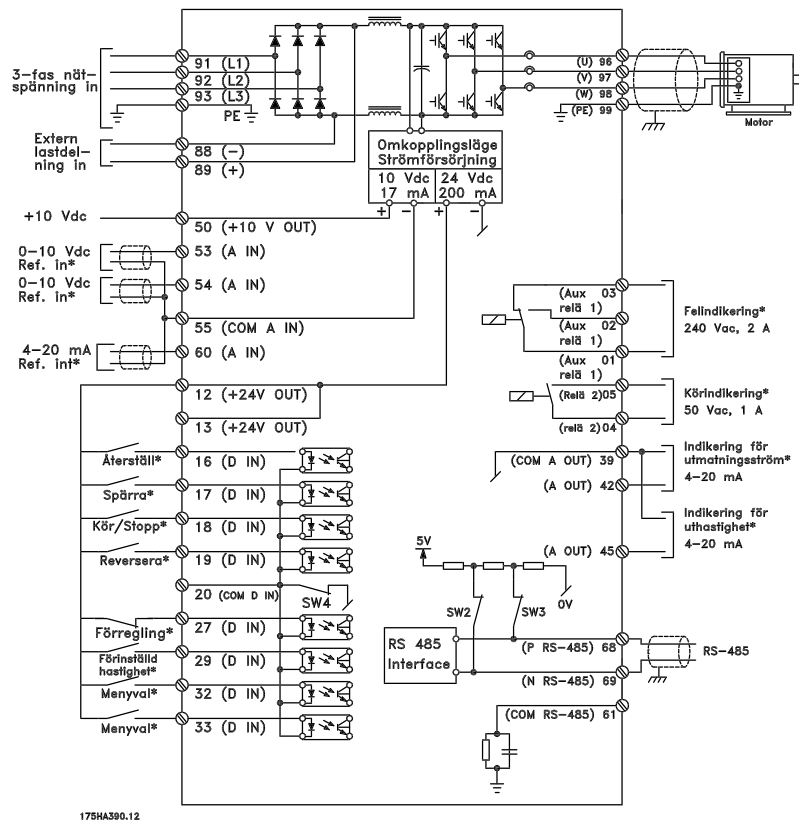 3-fas nät-
spänning in
91 (L1)
92 (L2)
93 (L3)
PE
Extern
lastdel-
ning in
88 (-)
89 (+)
Omkopplingsläge
Strömförsörjning
10 Vdc
17 mA
24 Vdc
200 mA
+ - + -
(U) 96
(V) 97
(W) 98
(PE) 99
Motor
+10 Vdc
50 (+10 V OUT)
0-10 Vdc
Ref. in*
53 (A IN)
0-10 Vdc
Ref. in*
54 (A IN)
55 (COM A IN)
4-20 mA
Ref. int*
60 (A IN)
12 (+24V OUT)
13 (+24V OUT)
Återställ*
16 (D IN)
Spärra*
17 (D IN)
Kör/Stopp*
18 (D IN)
Reversera*
19 (D IN)
20 (COM D IN)
SW4
Förregling*
27 (D IN)
Förinställd
hastighet*
29 (D IN)
Menyval*
32 (D IN)
Menyval*
33 (D IN)
(Aux 03
relä 1)
(Aux 02
relä 1)
(Aux 01
relä 1)
Felindikering*
240 Vac, 2 A
(Relä 2)05
(relä 2)04
Körindikering*
50 Vac, 1 A
(COM A OUT) 39
(A OUT) 42
Indikering för
utmatningsström*
4-20 mA
(A OUT) 45
Indikering för
uthastighet*
4-20 mA
5V
0V
SW2
SW3
RS 485
Interface
(P RS-485) 68
(N RS-485) 69
(COM RS-485) 61
RS-485
175HA390.12